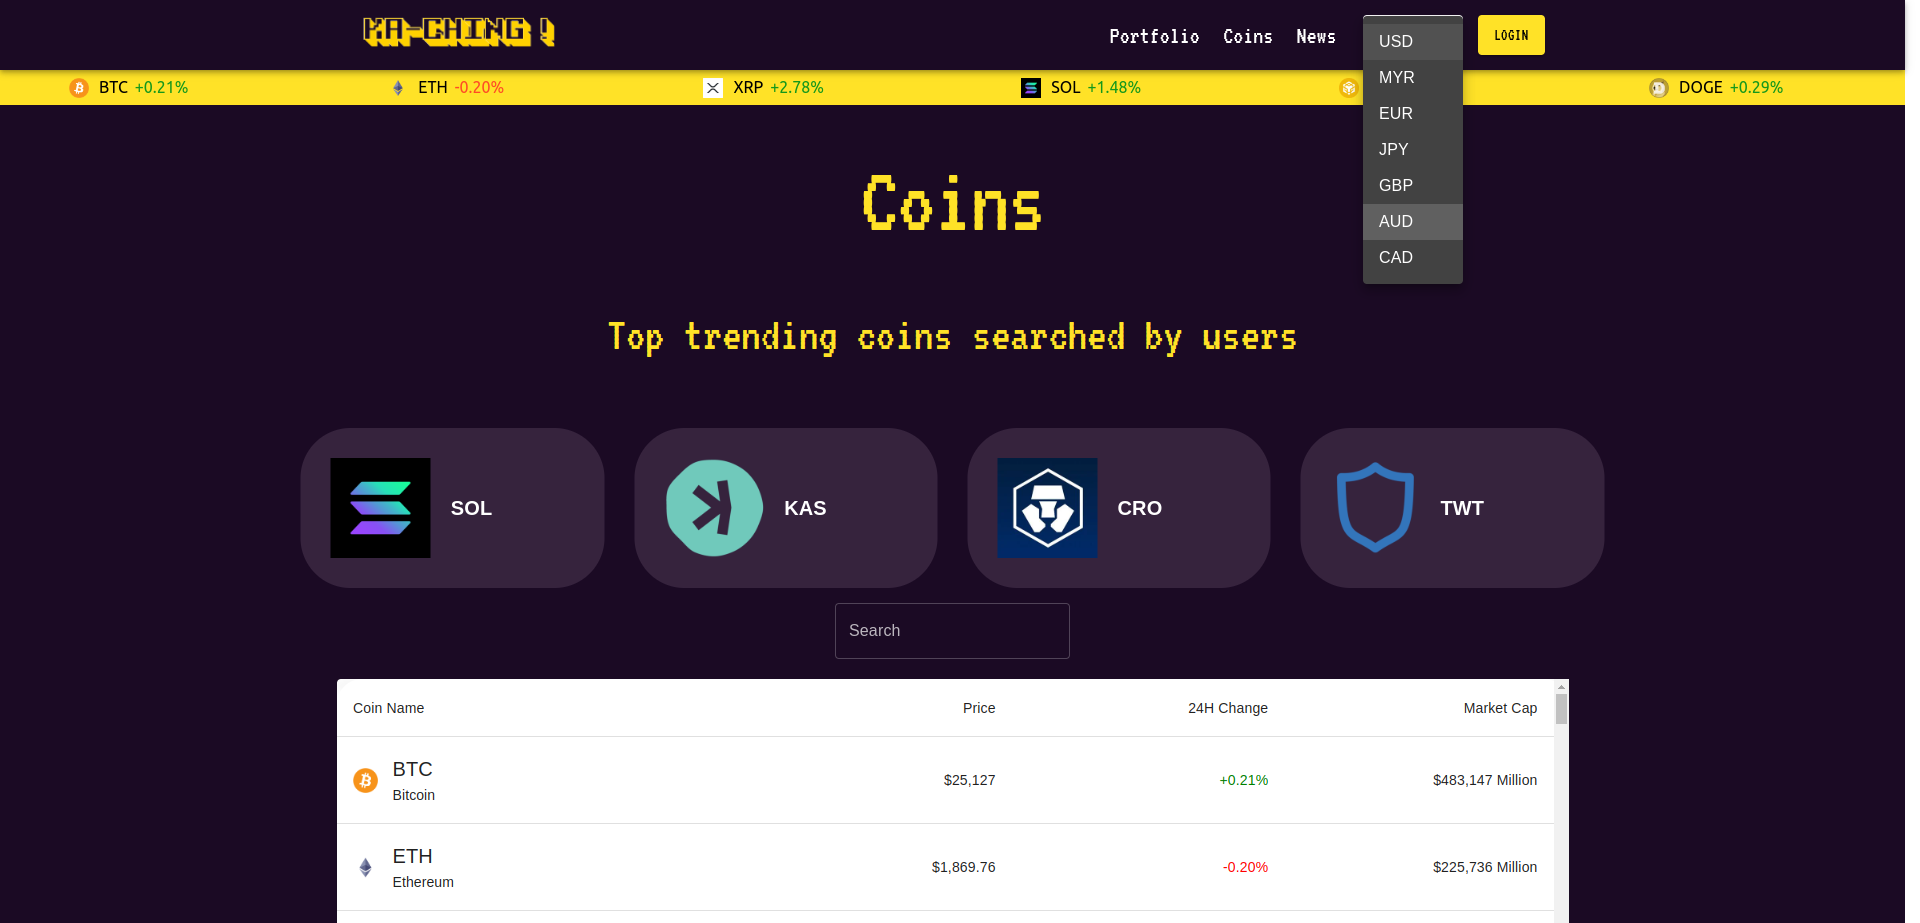 KA-CHING !
Portfolio Coins News
LOGIN
USD
MYR
EUR
JPY
GBP
AUD
CAD
BTC +0.21%
ETH -0.20%
XRP +2.78%
SOL +1.48%
DOGE +0.29%
Coins
Top trending coins searched by users
SOL
KAS
CRO
TWT
Search
Coin Name Price 24H Change Market Cap
BTC
Bitcoin
$25,127 +0.21% $483,147 Million
ETH
Ethereum
$1,869.76 -0.20% $225,736 Million